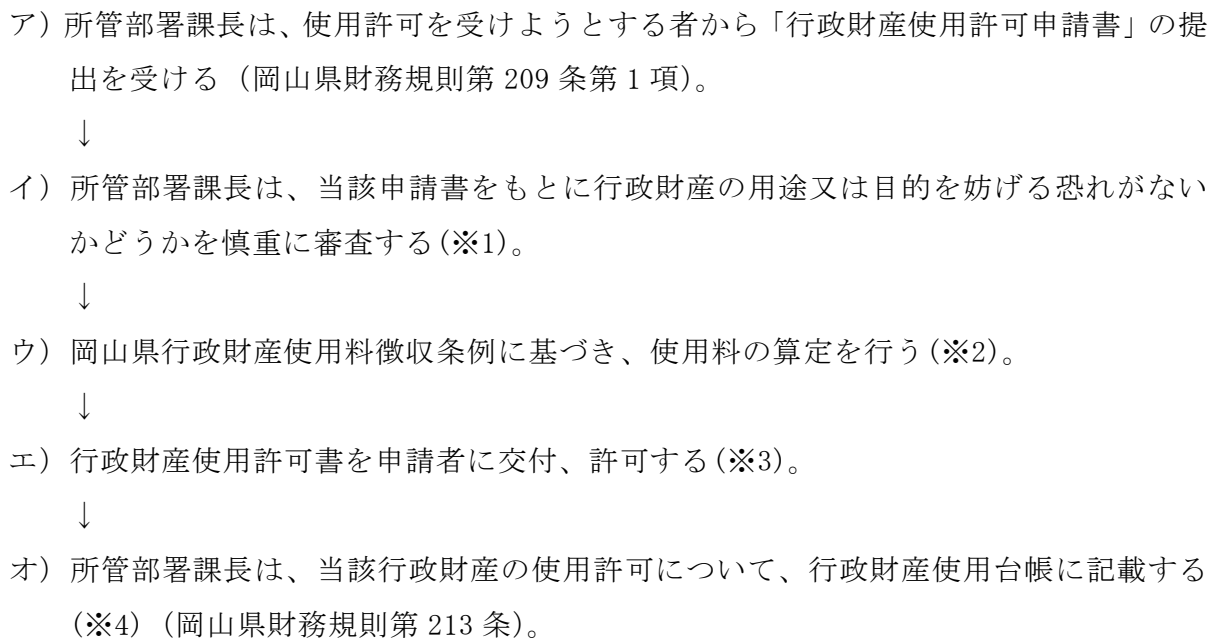 ア）所管部署課長は、使用許可を受けようとする者から「行政財産使用許可申請書」の提
出を受ける（岡山県財務規則第 209 条第 1 項）。
↓
イ）所管部署課長は、当該申請書をもとに行政財産の用途又は目的を妨げる恐れがない
かどうかを慎重に審査する(※1)。
↓
ウ）岡山県行政財産使用料徴収条例に基づき、使用料の算定を行う(※2)。
↓
エ）行政財産使用許可書を申請者に交付、許可する(※3)。
↓
オ）所管部署課長は、当該行政財産の使用許可について、行政財産使用台帳に記載する
(※4)（岡山県財務規則第 213 条）。